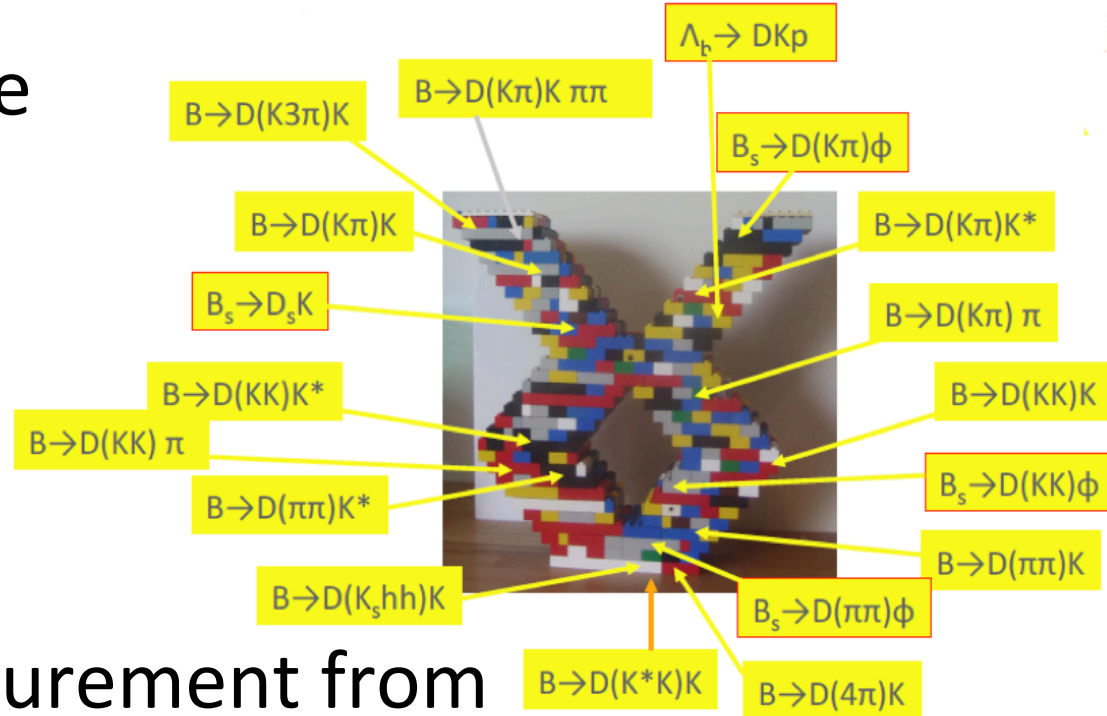 e
Λb→ DKp
B→D(Kπ)K ππ
B→D(K3π)K
Bs→D(Kπ)ϕ
B→D(Kπ)K
B→D(Kπ)K*
Bs→DsK
B→D(Kπ) π
B→D(KK)K*
B→D(KK)K
B→D(KK) π
Bs→D(KK)ϕ
B→D(ππ)K*
B→D(ππ)K
B→D(Kshh)K
Bs→D(ππ)ϕ
urement from
B→D(K*K)K
B→D(4π)K